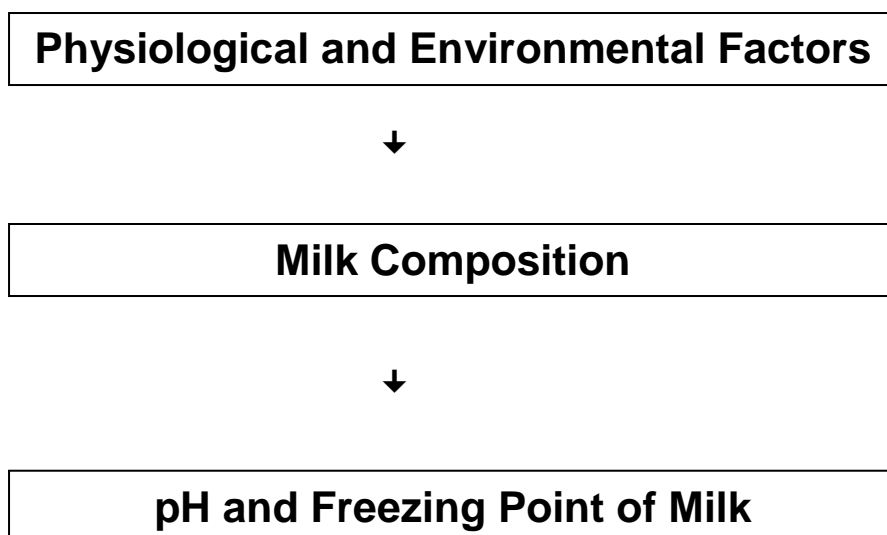 Physiological and Environmental Factors
Milk Composition
pH and Freezing Point of Milk